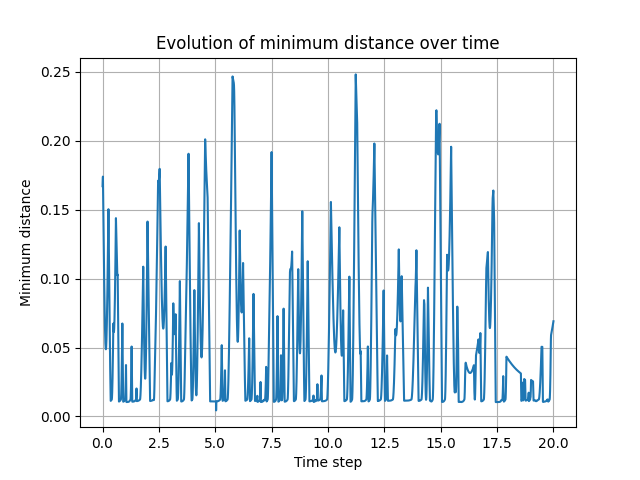 Evolution of minimum distance over time
0.25
0.20
0.15
0.10
0.05
0.00
Minimum distance
0.0 2.5 5.0 7.5 10.0 12.5 15.0 17.5 20.0
Time step